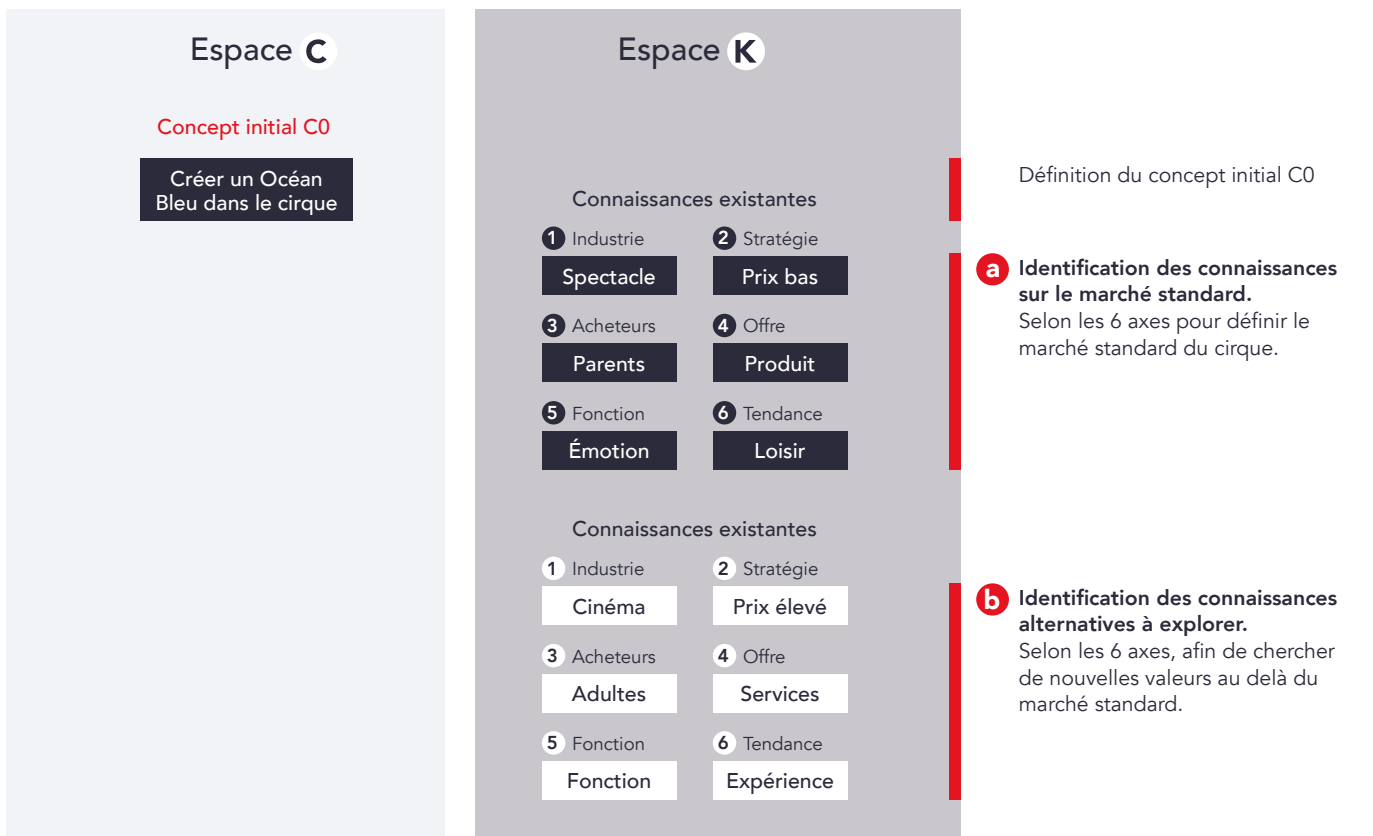 Espace C
Concept initial C0
Créer un Océan
Bleu dans le cirque
Espace K
Connaissances existantes
1 Industrie
2 Stratégie
Spectacle
Prix bas
3 Acheteurs
4 Offre
Parents
Produit
5 Fonction
6 Tendance
Émotion
Loisir
Connaissances existantes
1 Industrie
2 Stratégie
Cinéma
Prix élevé
3 Acheteurs
4 Offre
Adultes
Services
5 Fonction
6 Tendance
Fonction
Expérience
Définition du concept initial C0
a Identification des connaissances
sur le marché standard.
Selon les 6 axes pour définir le
marché standard du cirque.
b Identification des connaissances
alternatives à explorer.
Selon les 6 axes, afin de chercher
de nouvelles valeurs au delà du
marché standard.